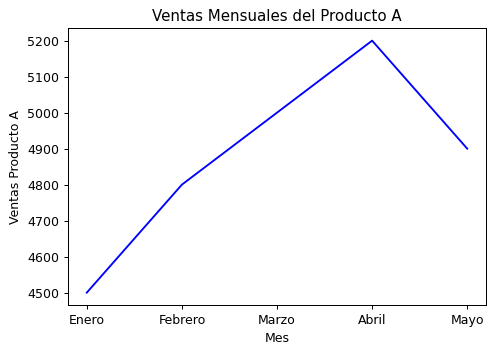 Ventas Mensuales del Producto A
5200
5100
5000
4900
4800
4700
4600
4500
Ventas Producto A
Enero Febrero Marzo Abril Mayo
Mes